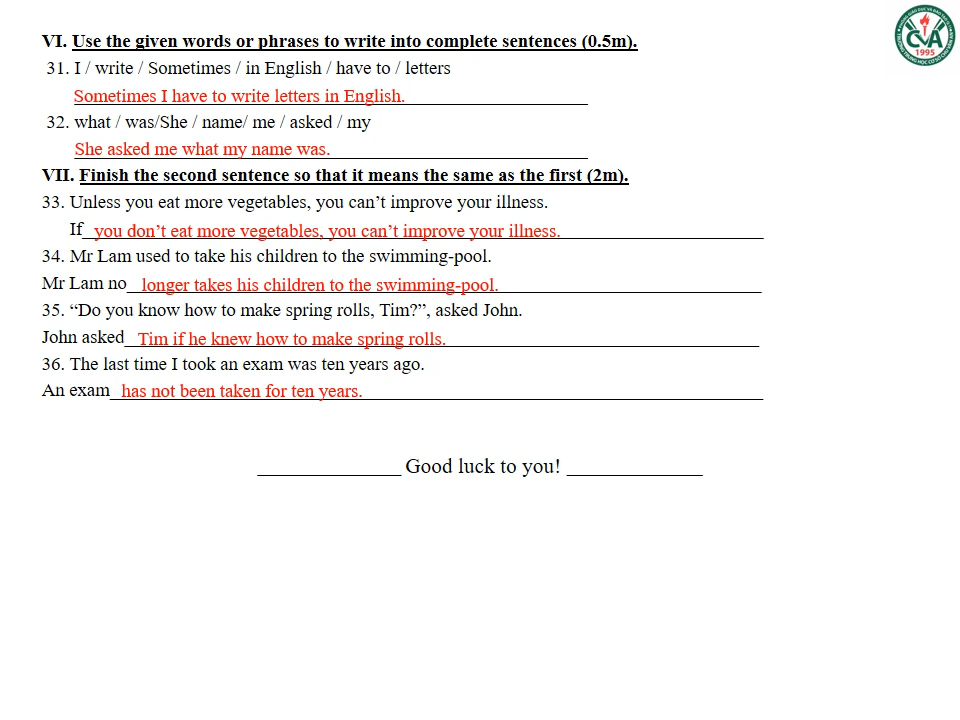 VI. Use the given words or phrases to write into complete sentences (0.5m).
31. I / write / Sometimes / in English / have to / letters
Sometimes I have to write letters in English.
32. what / was/She / name/ me / asked / my
She asked me what my name was.
VII. Finish the second sentence so that it means the same as the first (2m).
33. Unless you eat more vegetables, you can’t improve your illness.
If you don’t eat more vegetables, you can’t improve your illness.
34. Mr Lam used to take his children to the swimming-pool.
Mr Lam no longer takes his children to the swimming-pool.
35. “Do you know how to make spring rolls, Tim?”, asked John.
John asked Tim if he knew how to make spring rolls.
36. The last time I took an exam was ten years ago.
An exam has not been taken for ten years.
Good luck to you!
CVA
1995